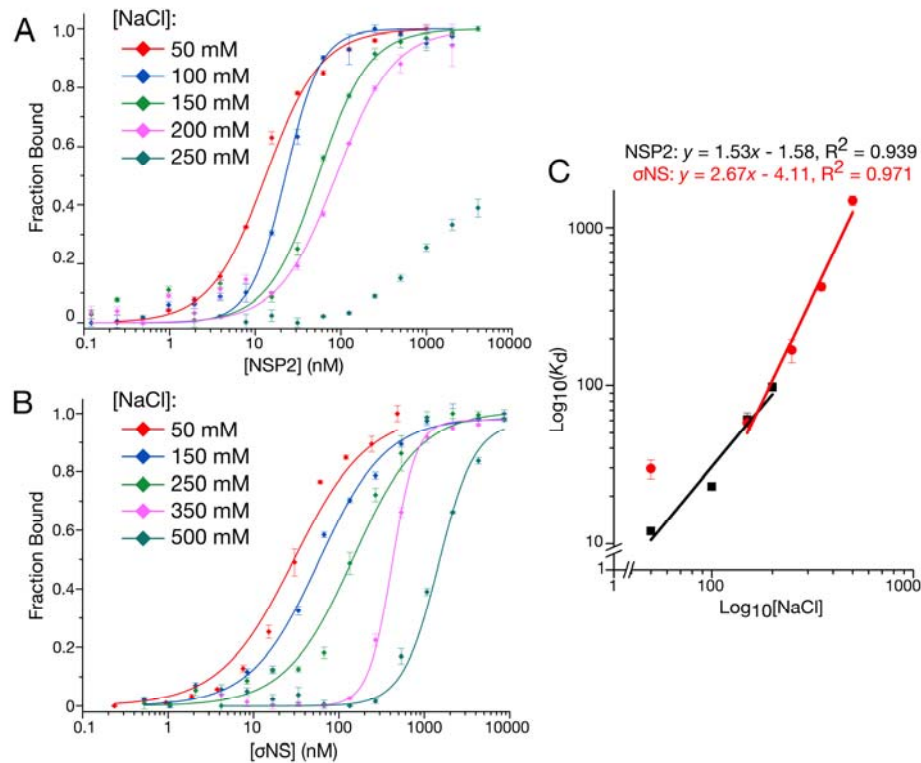 A
[NaCl]:
50 mM
100 mM
150 mM
200 mM
250 mM
Fraction Bound
1.0
0.8
0.6
0.4
0.2
0
0.1
1
10
100
1000
10000
[NSP2] (nM)
B
[NaCl]:
50 mM
150 mM
250 mM
350 mM
500 mM
Fraction Bound
1.0
0.8
0.6
0.4
0.2
0
0.1
1
10
100
1000
10000
[σNS] (nM)
C
NSP2: y = 1.53x - 1.58, R² = 0.939
σNS: y = 2.67x - 4.11, R² = 0.971
Log₁₀(Kd)
1000
100
10
1
1
100
1000
Log₁₀[NaCl]